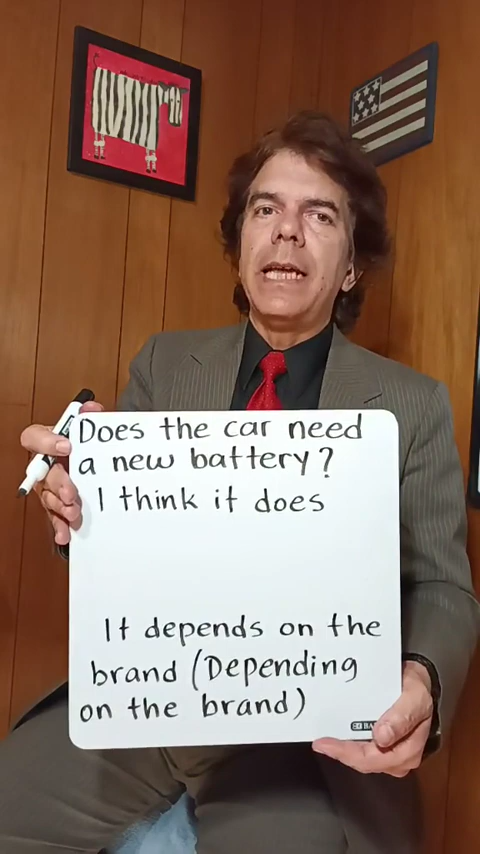 Does the car need
a new battery?
I think it does
It depends on the
brand (Depending
on the brand)